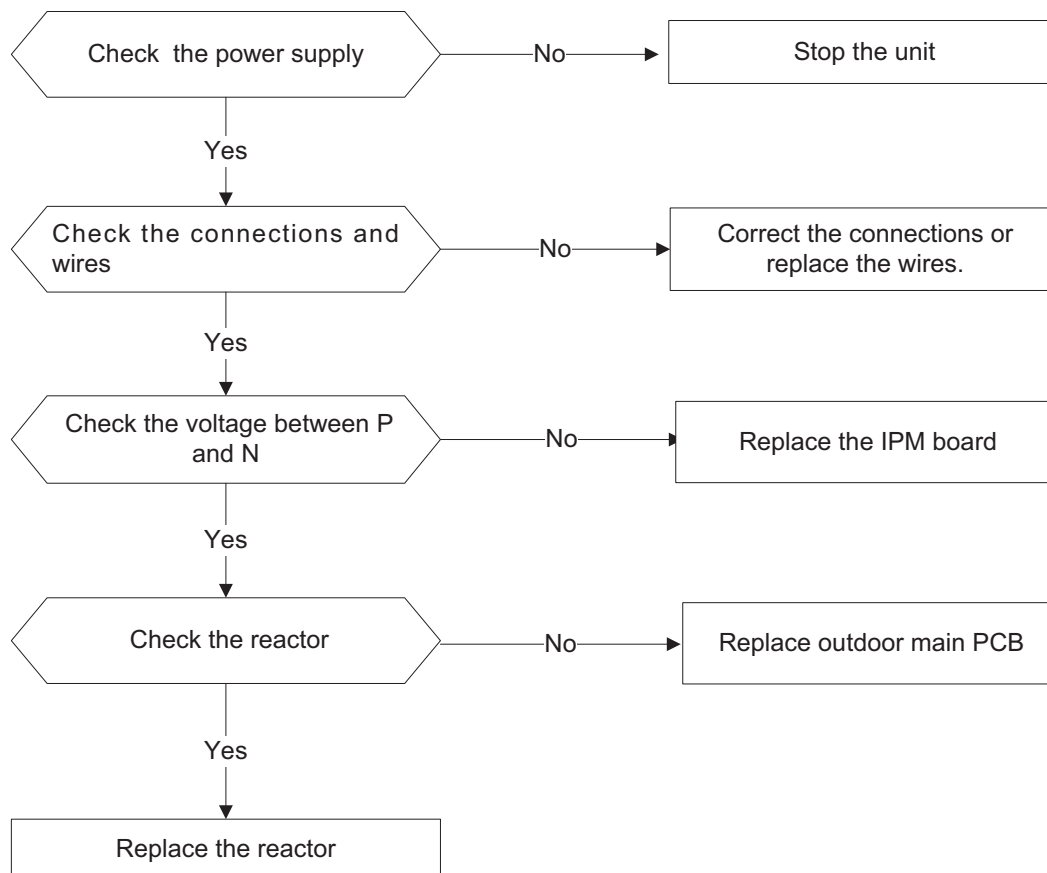 Check the power supply
No
Stop the unit
Yes
Check the connections and
wires
No
Correct the connections or
replace the wires.
Yes
Check the voltage between P
and N
No
Replace the IPM board
Yes
Check the reactor
No
Replace outdoor main PCB
Yes
Replace the reactor